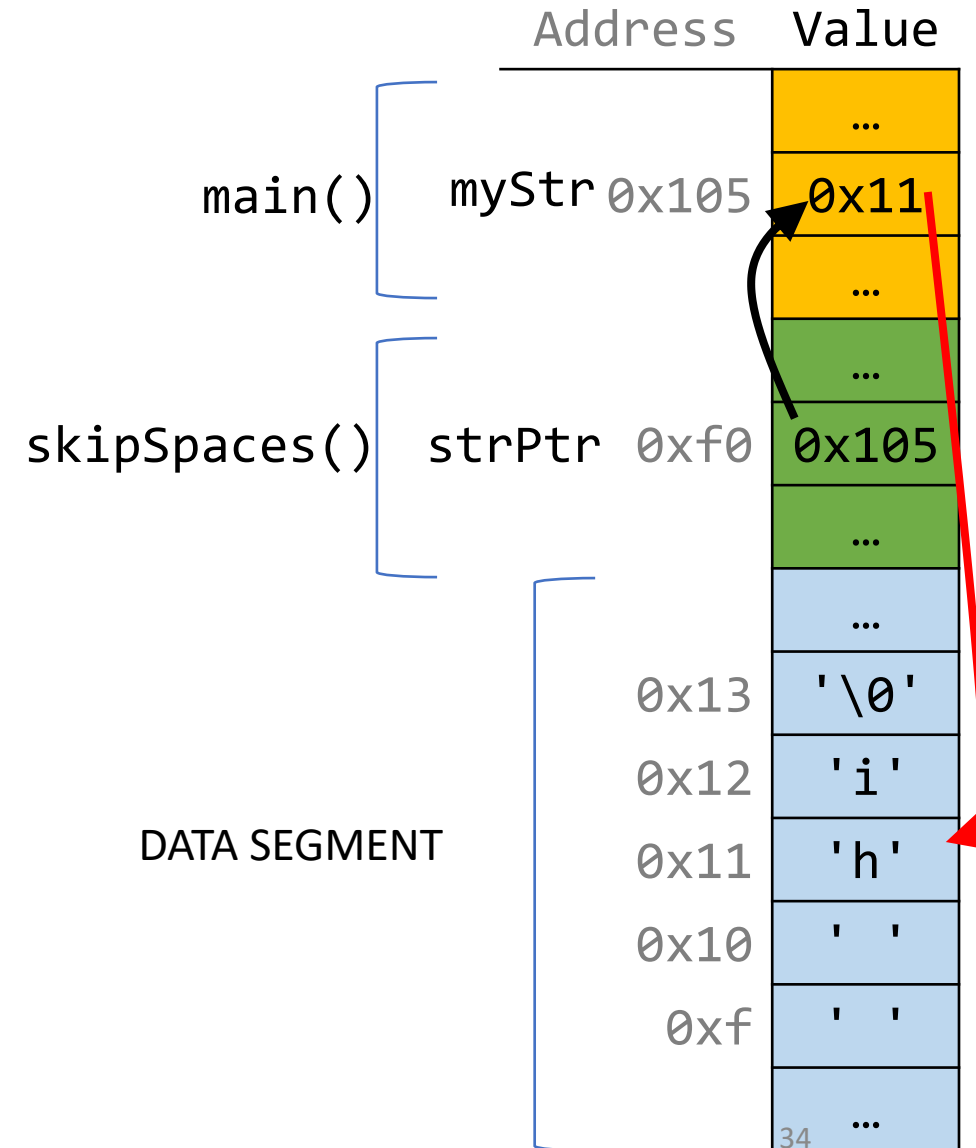 Address Value
…
main() myStr 0x105 0x11
…
…
skipSpaces() strPtr 0xf0 0x105
…
…
0x13 '\0'
0x12 'i'
DATA SEGMENT 0x11 'h'
0x10 ' '
0xf ' '
…
34